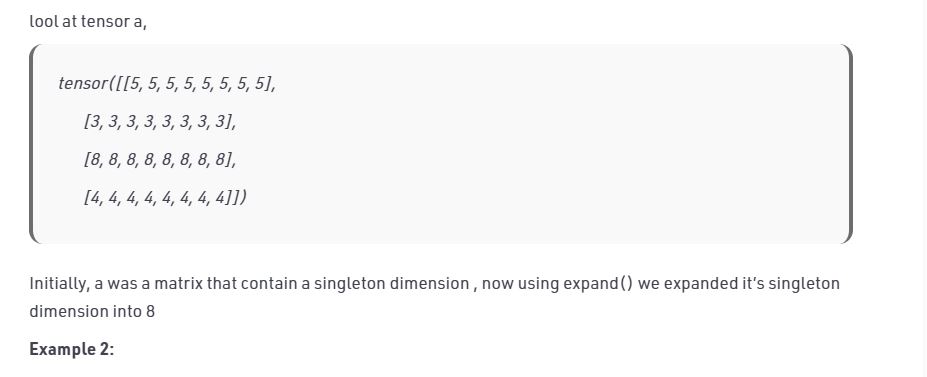 lool at tensor a,
tensor([[5, 5, 5, 5, 5, 5, 5, 5],
[3, 3, 3, 3, 3, 3, 3, 3],
[8, 8, 8, 8, 8, 8, 8, 8],
[4, 4, 4, 4, 4, 4, 4, 4]])
Initially, a was a matrix that contain a singleton dimension , now using expand() we expanded it’s singleton
dimension into 8
Example 2: